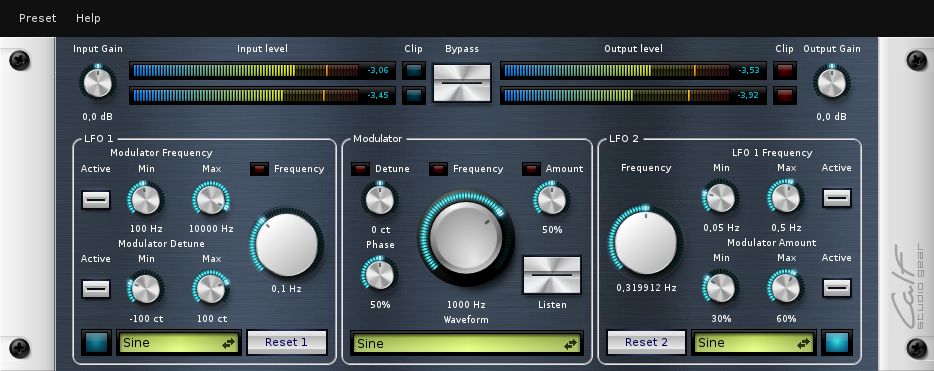 Preset Help
Input Gain Input level Clip Bypass Output level Clip Output Gain
-3,06 -3,53
-3,45 -3,92
0,0 dB 0,0 dB
LFO 1
Modulator Frequency
Active Min Max Frequency
100 Hz 10000 Hz
Modulator Detune
Active Min Max
0,1 Hz
-100 ct 100 ct
Sine Reset 1
Modulator
Detune Frequency Amount
0 ct 50%
Phase
50% 1000 Hz Listen
Waveform
Sine
LFO 2
LFO 1 Frequency
Frequency Min Max Active
0,05 Hz 0,5 Hz
Modulator Amount
Min Max Active
0,319912 Hz
30% 60%
Reset 2 Sine
Calf
studio gear